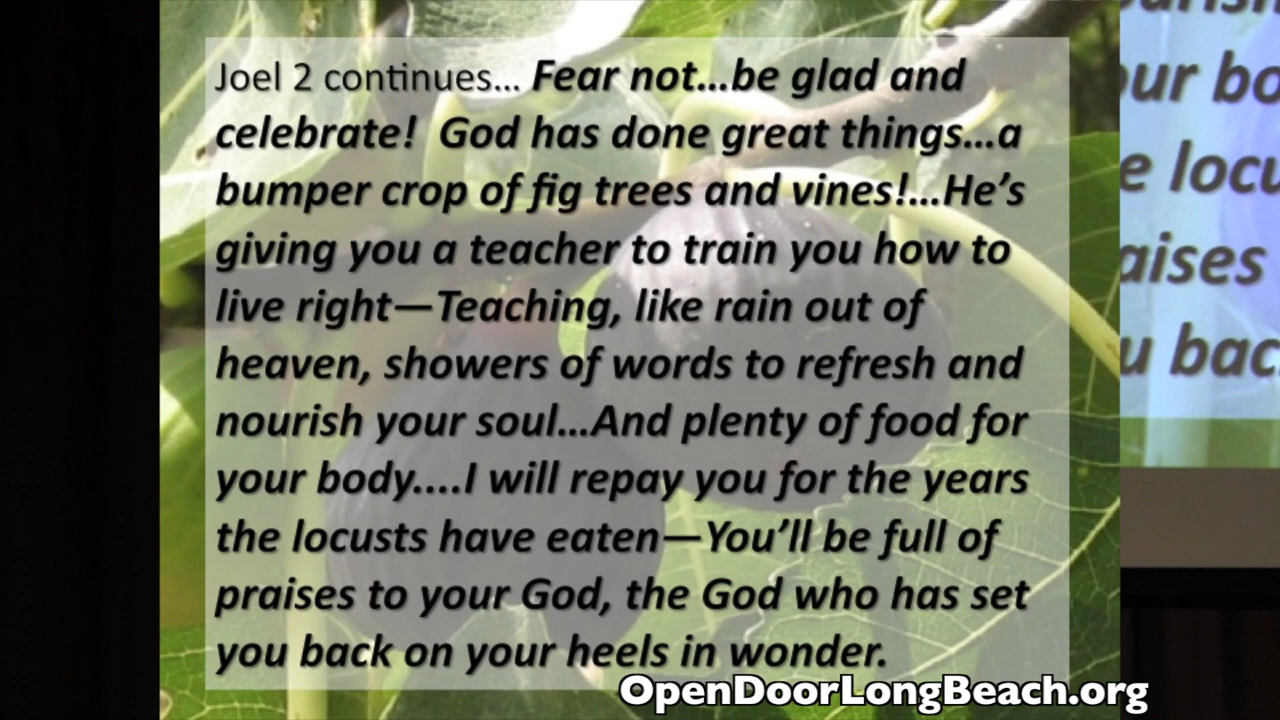 Joel 2 continues… Fear not…be glad and
celebrate!  God has done great things…a
bumper crop of fig trees and vines!…He’s
giving you a teacher to train you how to
live right—Teaching, like rain out of
heaven, showers of words to refresh and
nourish your soul…And plenty of food for
your body....I will repay you for the years
the locusts have eaten—You’ll be full of
praises to your God, the God who has set
you back on your heels in wonder.
OpenDoorLongBeach.org
aises